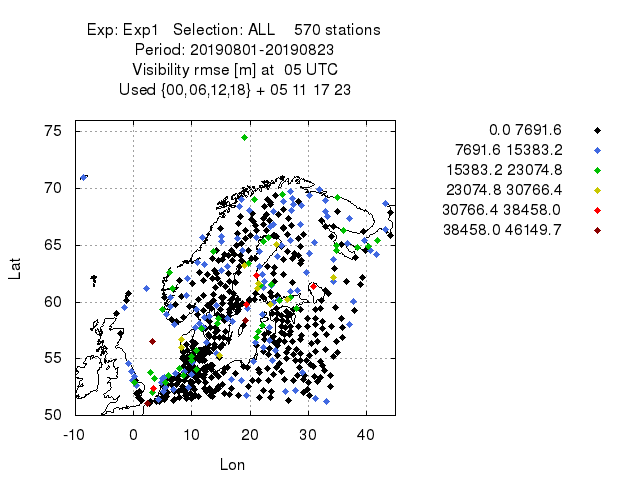 Exp: Exp1 Selection: ALL 570 stations
Period: 20190801-20190823
Visibility rmse [m] at 05 UTC
Used {00,06,12,18} + 05 11 17 23
0.0 7691.6
7691.6 15383.2
15383.2 23074.8
23074.8 30766.4
30766.4 38458.0
38458.0 46149.7
75
70
65
60
55
50
Lat
-10 0 10 20 30 40
Lon